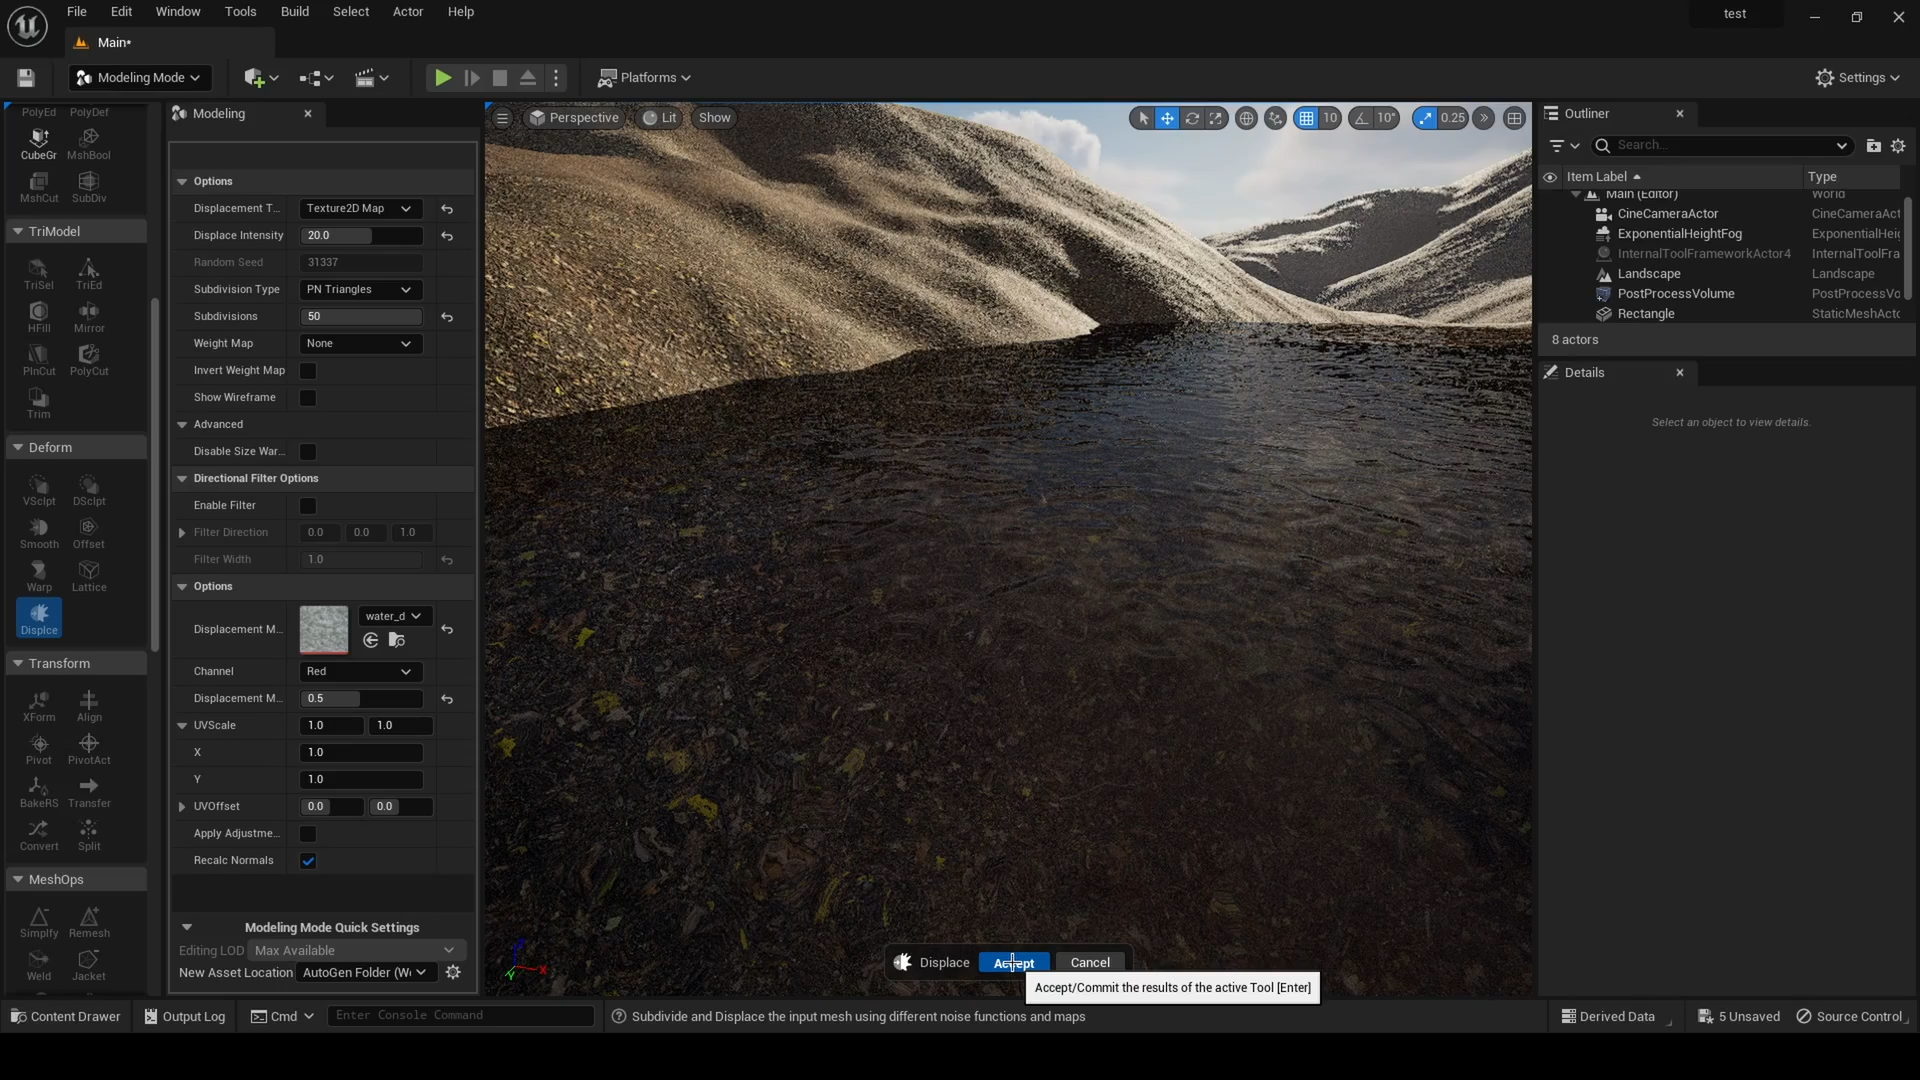 File Edit Window Tools Build Select Actor Help
test
Main*
Modeling Mode
Platforms
Settings
PolyEd PolyDef
CubeGr MshBool
MshCut SubDiv
TriModel
TriSel TriEd
HFill Mirror
PlnCut PolyCut
Trim
Deform
VSclpt DSclpt
Smooth Offset
Warp Lattice
Displce
Transform
XForm Align
Pivot PivotAct
BakeRS Transfer
Convert Split
MeshOps
Simplfy Remesh
Weld Jacket
Modeling
Options
Displacement T... Texture2D Map
Displace Intensity 20.0
Random Seed 31337
Subdivision Type PN Triangles
Subdivisions 50
Weight Map None
Invert Weight Map
Show Wireframe
Advanced
Disable Size War...
Directional Filter Options
Enable Filter
Filter Direction 0.0 0.0 1.0
Filter Width 1.0
Options
Displacement M... water_d
Channel Red
Displacement M... 0.5
UVScale 1.0 1.0
X 1.0
Y 1.0
UVOffset 0.0 0.0
Apply Adjustme...
Recalc Normals
Modeling Mode Quick Settings
Editing LOD Max Available
New Asset Location AutoGen Folder (W
Perspective Lit Show
10 10° 0.25
Z
X
Y
Displace Accept Cancel
Accept/Commit the results of the active Tool [Enter]
Outliner
Search...
Item Label Type
Main (Editor) World
CineCameraActor CineCameraAct
ExponentialHeightFog ExponentialHeig
InternalToolFrameworkActor4 InternalToolFra
Landscape Landscape
PostProcessVolume PostProcessVo
Rectangle StaticMeshActo
8 actors
Details
Select an object to view details.
Content Drawer Output Log Cmd Enter Console Command Subdivide and Displace the input mesh using different noise functions and maps Derived Data 5 Unsaved Source Control